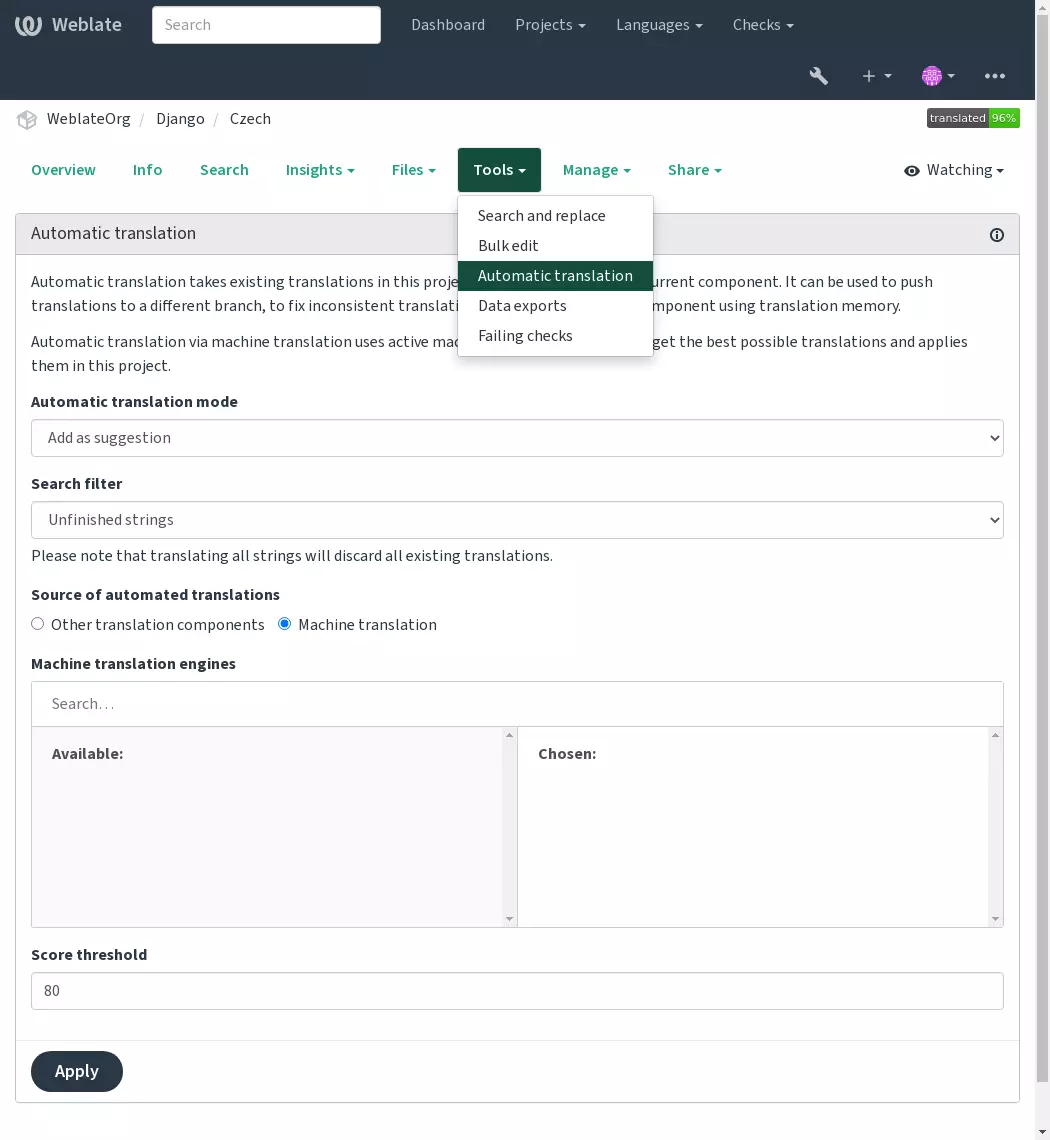 Weblate Search Dashboard Projects Languages Checks
WeblateOrg / Django / Czech translated 96%
Overview Info Search Insights Files Tools Manage Share Watching
Search and replace
Bulk edit
Automatic translation
Data exports
Failing checks
Automatic translation
Automatic translation takes existing translations in this proje urrent component. It can be used to push
translations to a different branch, to fix inconsistent translati mponent using translation memory.
Automatic translation via machine translation uses active mac get the best possible translations and applies
them in this project.
Automatic translation mode
Add as suggestion
Search filter
Unfinished strings
Please note that translating all strings will discard all existing translations.
Source of automated translations
Other translation components Machine translation
Machine translation engines
Search…
Available: Chosen:
Score threshold
80
Apply